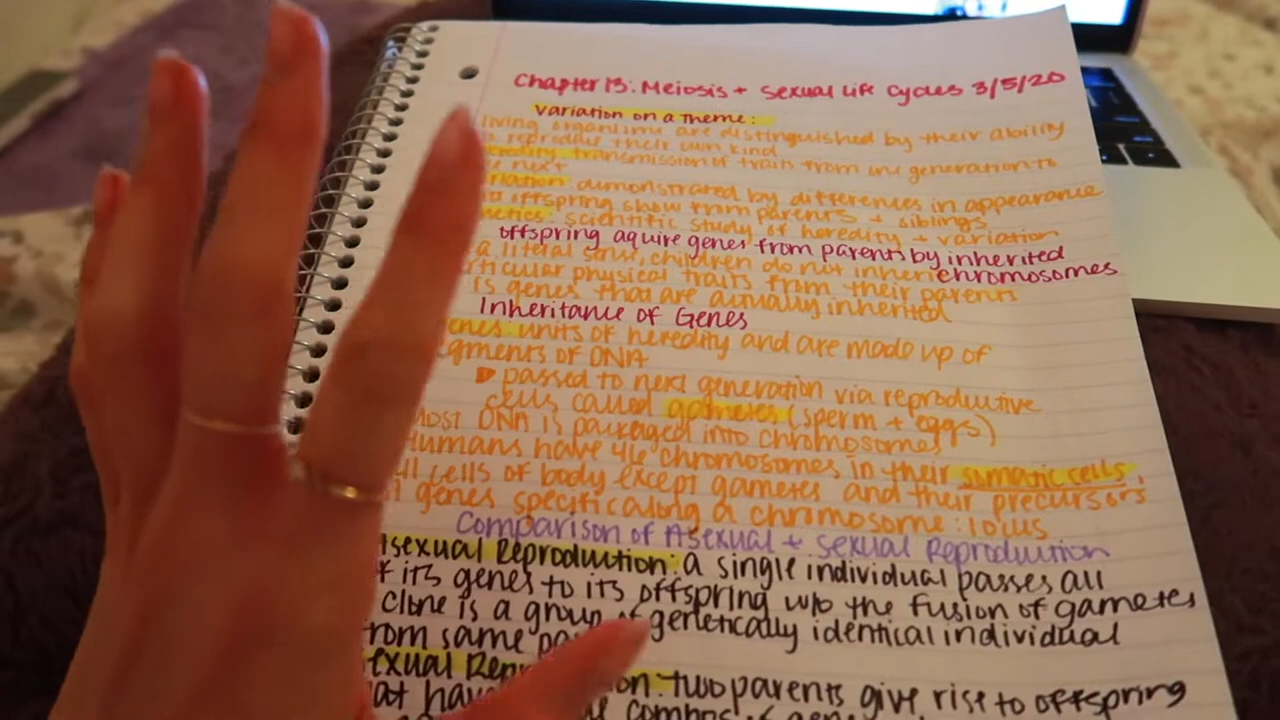 Chapter 13: Meiosis + Sexual Life Cycles 3/5/20
Variation on a theme:
living organisms are distinguished by their ability
reproduce their own kind
transmission of traits from one generation to
next
demonstrated by differences in appearance
offspring show from parents + siblings
scientific study of heredity + variation
offspring aquire genes from parents by inherited
chromosomes
a literal sense, children do not inherit
physical traits from their parents
is genes that are actually inherited
Inheritance of Genes
units of heredity and are made up of
of DNA
passed to next generation via reproductive
cells called gametes (sperm + eggs)
DNA is packaged into chromosomes
Humans have 46 chromosomes in their somatic cells,
cells of body except gametes and their precursors
genes specific along a chromosome: locus
Comparison of Asexual + Sexual Reproduction
Asexual Reproduction: a single individual passes all
of its genes to its offspring w/o the fusion of gametes
Clone is a group of genetically identical individual
from same
two parents give rise to offspring